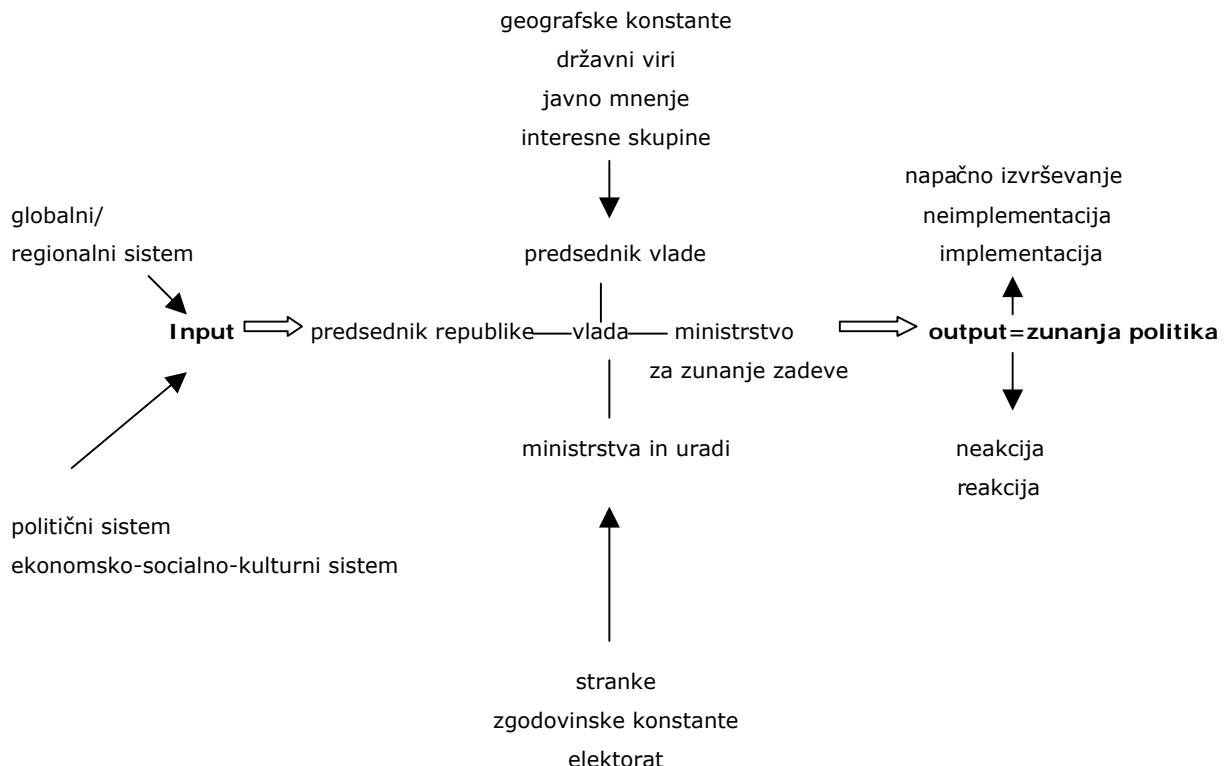 geografske konstante
državni viri
javno mnenje
interesne skupine
napačno izvrševanje
neimplementacija
implementacija
globalni/
regionalni sistem
predsednik vlade
Input
predsednik republike
vlada
ministrstvo
za zunanje zadeve
output=zunanja politika
ministrstva in uradi
neakcija
reakcija
politični sistem
ekonomsko-socialno-kulturni sistem
stranke
zgodovinske konstante
elektorat